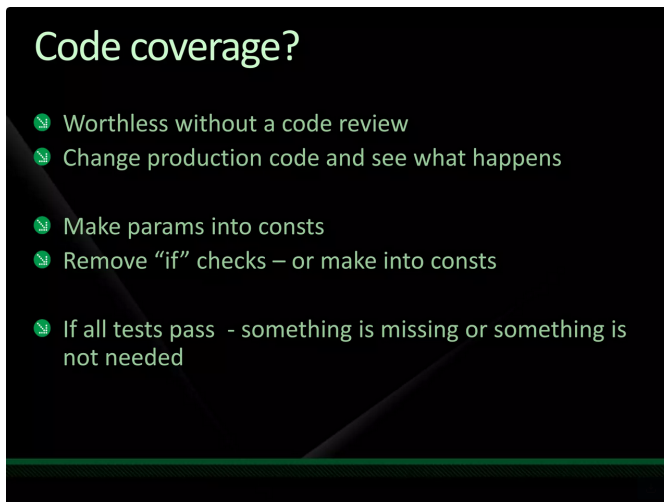 Code coverage?
Worthless without a code review
Change production code and see what happens
Make params into consts
Remove “if” checks – or make into consts
If all tests pass  - something is missing or something is
not needed